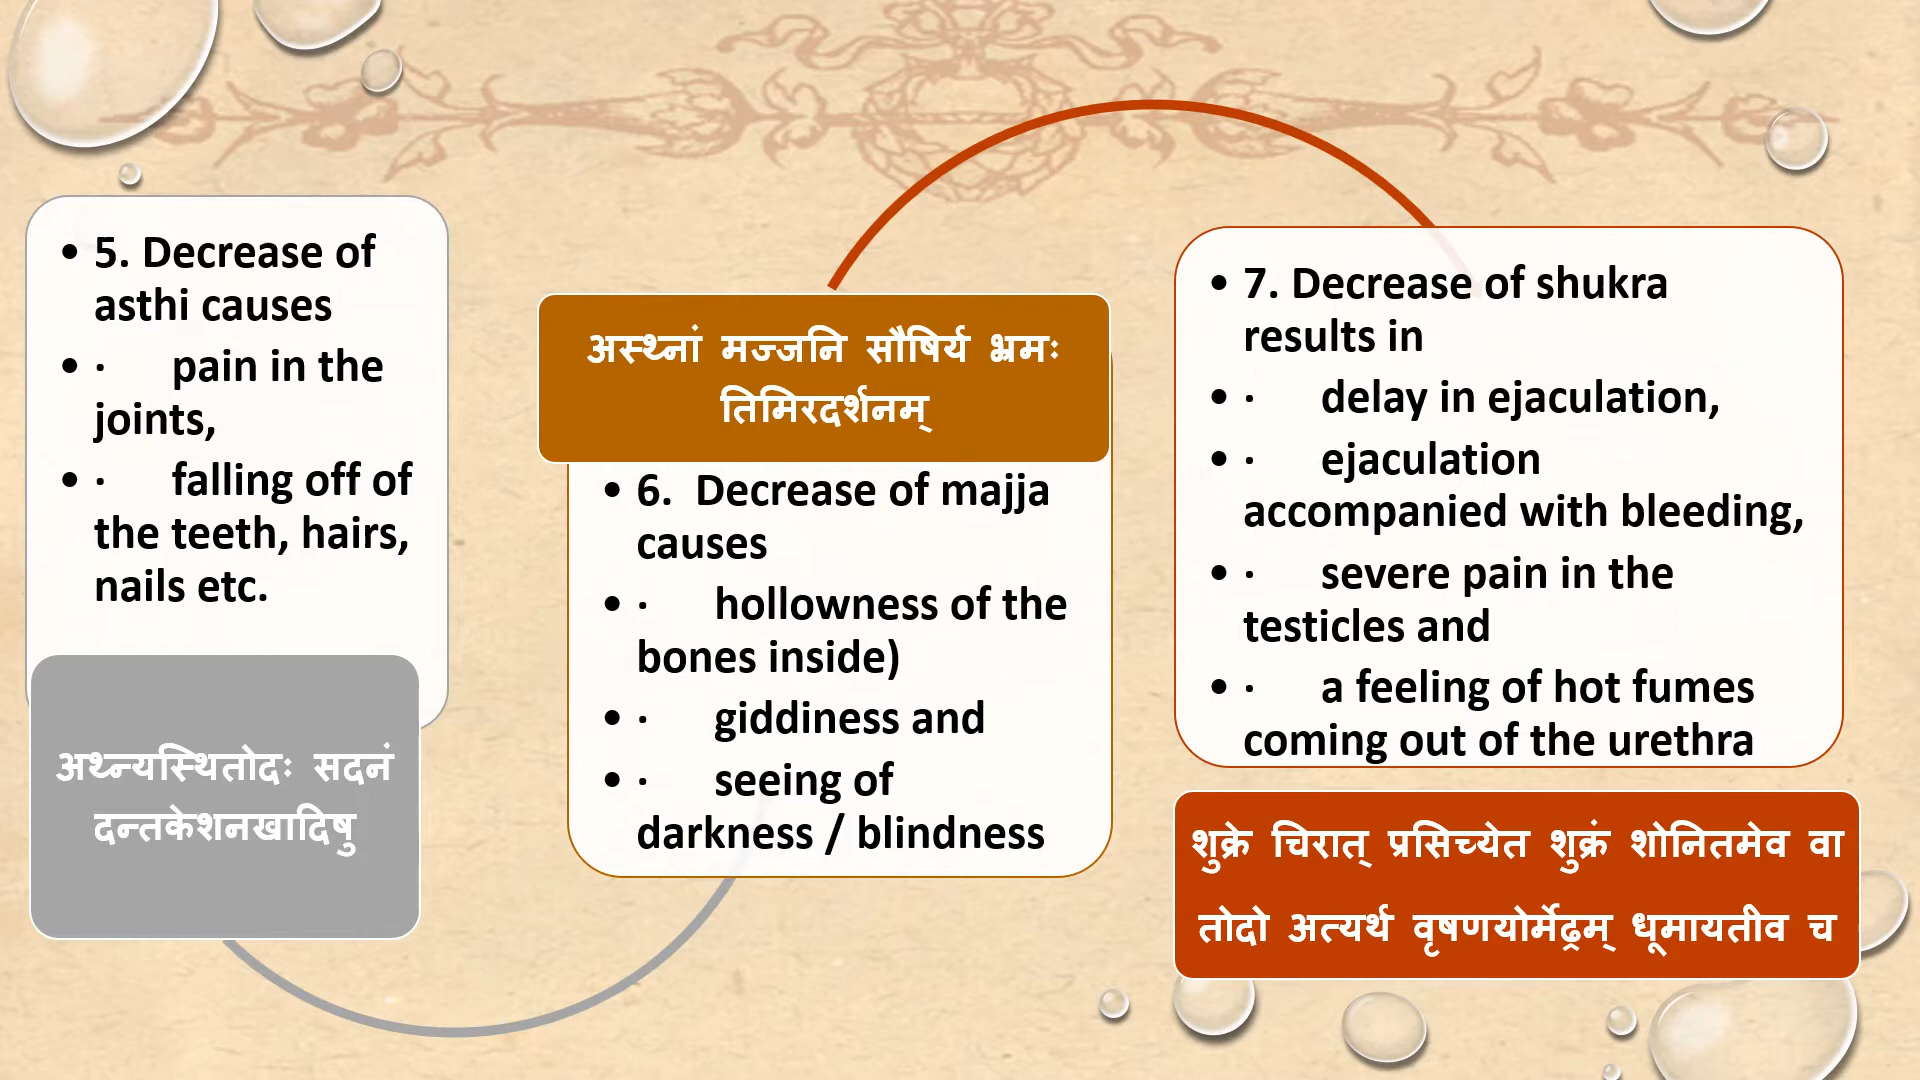 • 5. Decrease of
asthi causes
• · pain in the
joints,
• · falling off of
the teeth, hairs,
nails etc.
अथ्न्यस्थितोदः सदनं
दन्तकेशनखादिषु
अस्थ्नां मज्जनि सौषिर्य भ्रमः
तिमिरदर्शनम्
• 6. Decrease of majja
causes
• · hollowness of the
bones inside)
• · giddiness and
• · seeing of
darkness / blindness
• 7. Decrease of shukra
results in
• · delay in ejaculation,
• · ejaculation
accompanied with bleeding,
• · severe pain in the
testicles and
• · a feeling of hot fumes
coming out of the urethra
शुक्रे चिरात् प्रसिच्येत शुक्रं शोनितमेव वा
तोदो अत्यर्थ वृषणयोर्मेढ्रम् धूमायतीव च